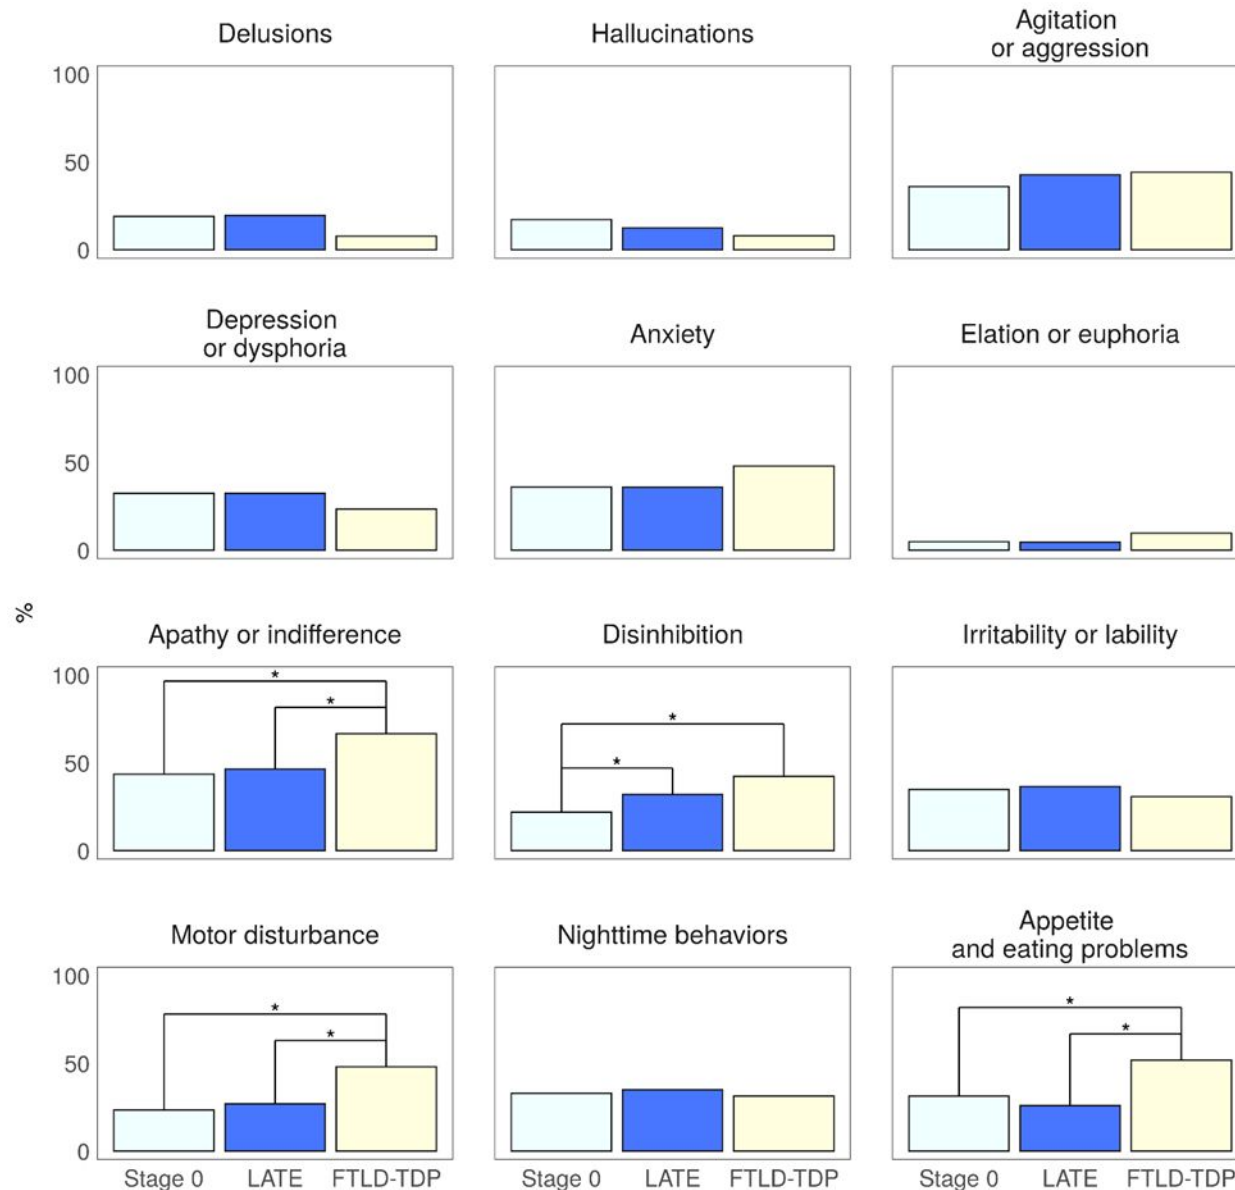 Delusions
Hallucinations
Agitation
or aggression
100
50
0
Depression
or dysphoria
Anxiety
Elation or euphoria
100
50
0
%
Apathy or indifference
Disinhibition
Irritability or lability
100
50
0
*
*
*
*
Motor disturbance
Nighttime behaviors
Appetite
and eating problems
100
50
0
*
*
*
*
Stage 0 LATE FTLD-TDP
Stage 0 LATE FTLD-TDP
Stage 0 LATE FTLD-TDP